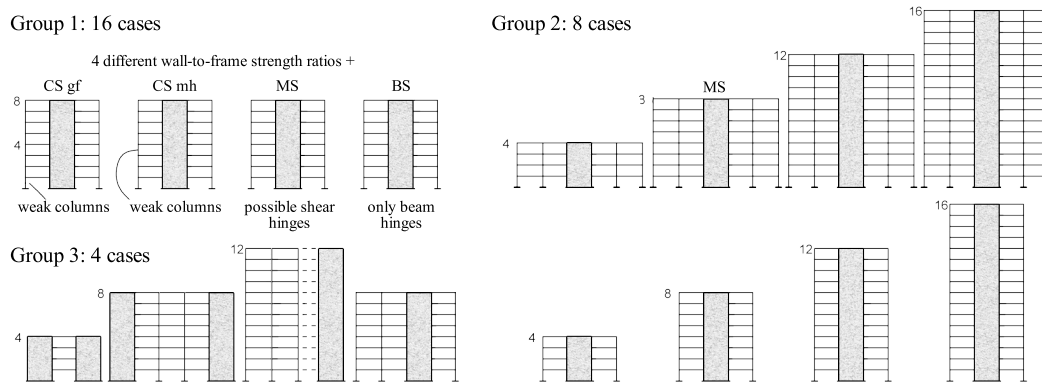 Group 1: 16 cases
4 different wall-to-frame strength ratios +
CS gf
CS mh
MS
BS
8
4
weak columns
weak columns
possible shear
hinges
only beam
hinges
Group 2: 8 cases
16
12
MS
3
4
16
12
8
4
Group 3: 4 cases
12
8
4